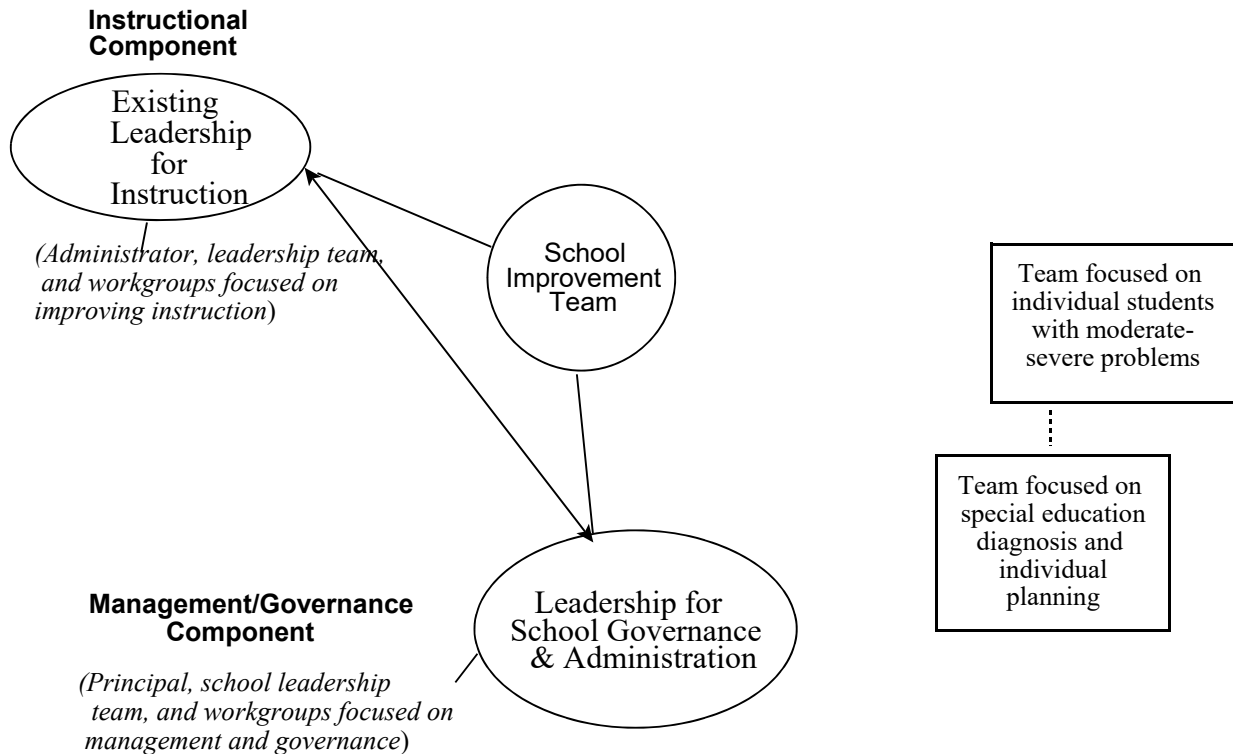 Instructional
Component
Existing
Leadership
for
Instruction
(Administrator, leadership team,
and workgroups focused on
improving instruction)
School
Improvement
Team
Team focused on
individual students
with moderate-
severe problems
Team focused on
special education
diagnosis and
individual
planning
Management/Governance
Component
Leadership for
School Governance
& Administration
(Principal, school leadership
team, and workgroups focused on
management and governance)